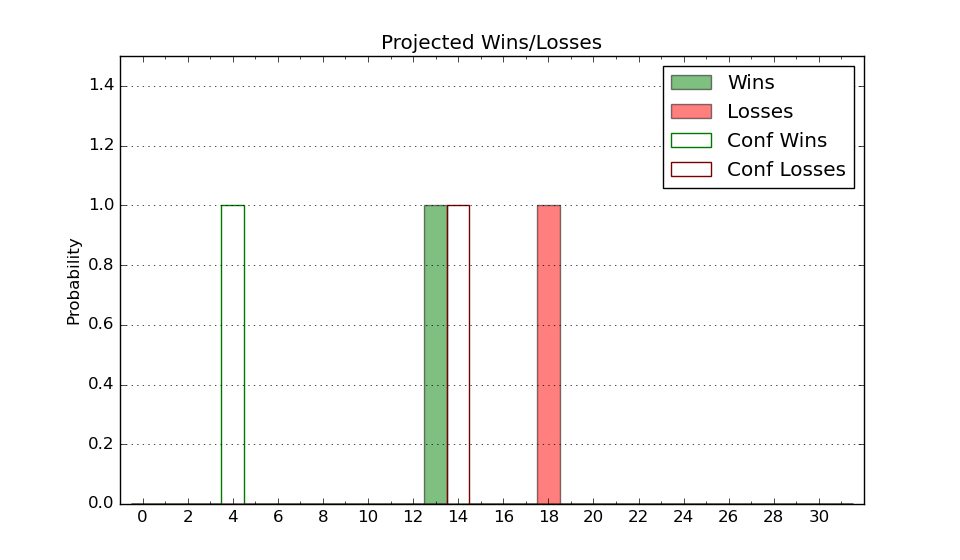 Projected Wins/Losses
Wins
Losses
Conf Wins
Conf Losses
Probability
1.4
1.2
1.0
0.8
0.6
0.4
0.2
0.0
0 2 4 6 8 10 12 14 16 18 20 22 24 26 28 30